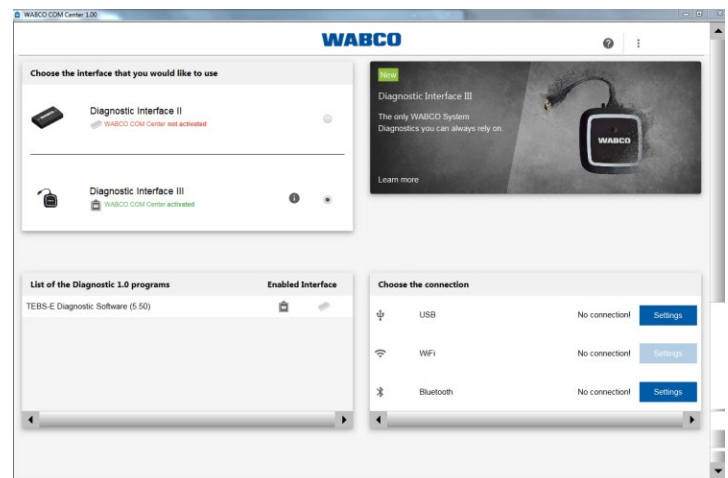 WABCO COM Center 1.00
WABCO
Choose the interface that you would like to use
Diagnostic Interface II
WABCO COM Center not activated
Diagnostic Interface III
WABCO COM Center activated
New
Diagnostic Interface III
The only WABCO System
Diagnostics you can always rely on.
WABCO
Learn more
List of the Diagnostic 1.0 programs Enabled Interface
TEBS-E Diagnostic Software (5.50)
Choose the connection
USB No connection! Settings
WiFi No connection! Settings
Bluetooth No connection! Settings